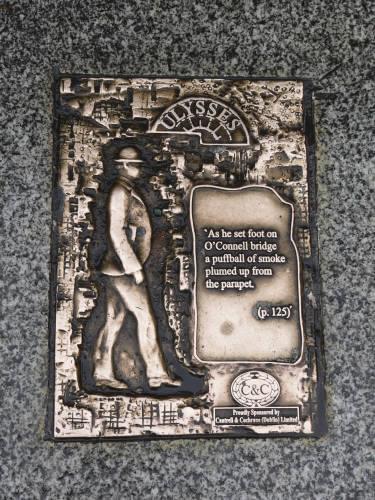 ULYSSES
'As he set foot on
O'Connell bridge
a puffball of smoke
plumed up from
the parapet.
(p. 125)'
C&C
Proudly Sponsored by
Cantrell & Cochrane (Dublin) Limited